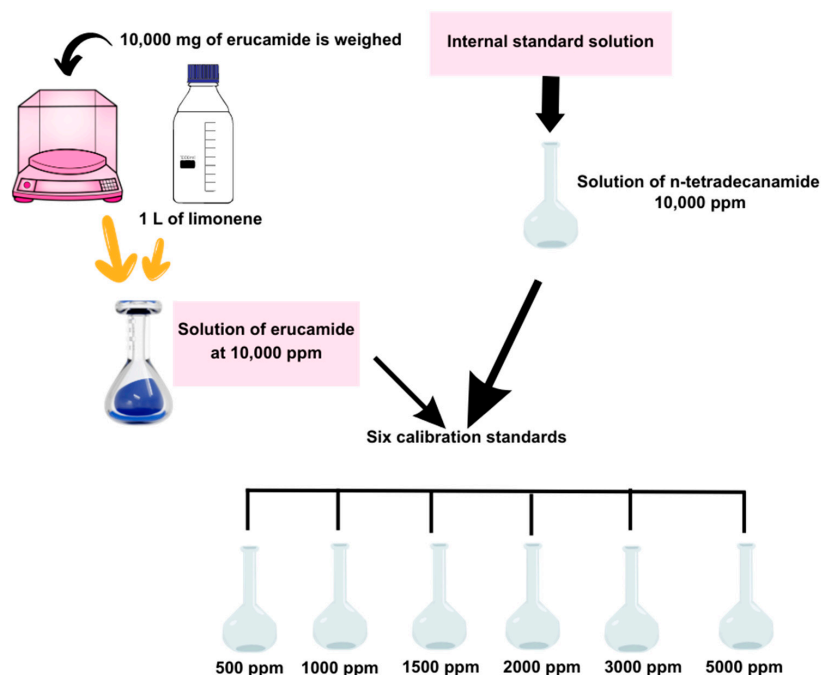 10,000 mg of erucamide is weighed
Internal standard solution
1 L of limonene
Solution of n-tetradecanamide
10,000 ppm
Solution of erucamide
at 10,000 ppm
Six calibration standards
500 ppm
1000 ppm
1500 ppm
2000 ppm
3000 ppm
5000 ppm